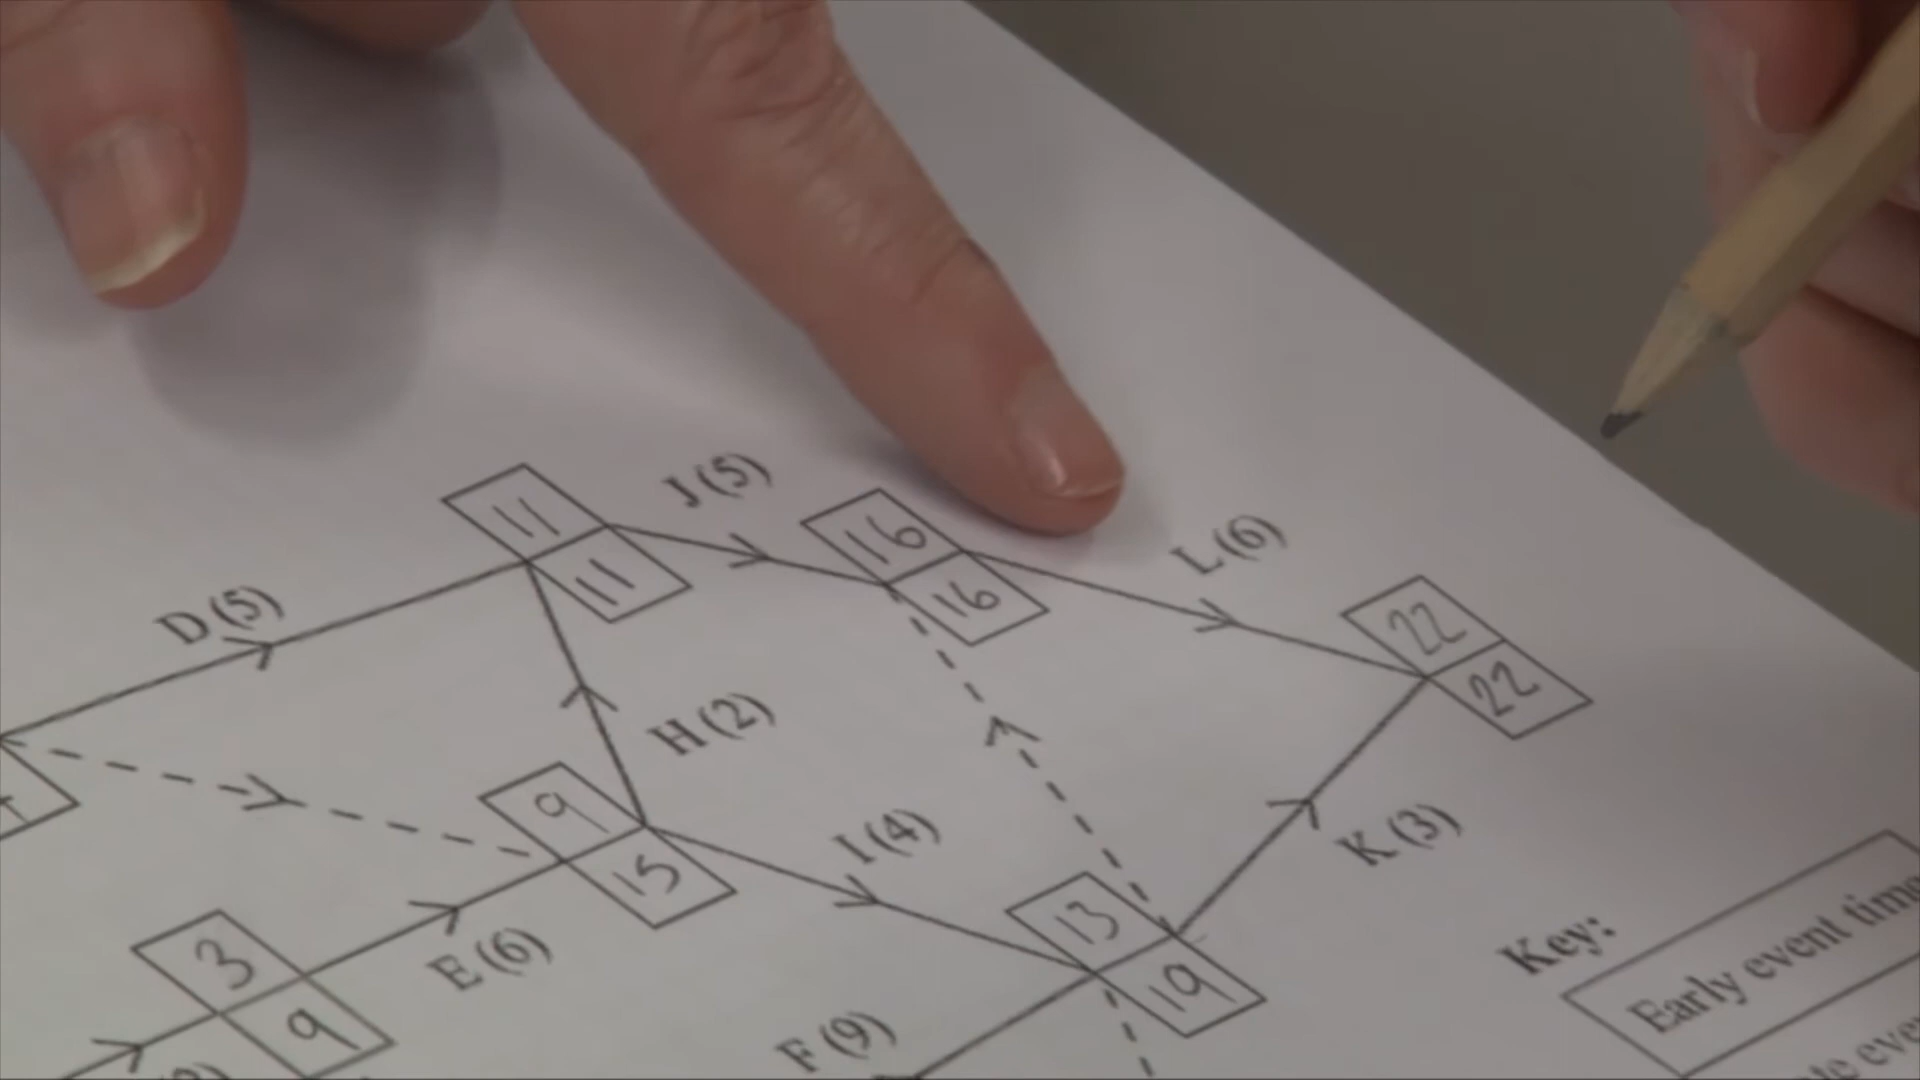 J(5)
11
11
16
16
L(6)
D(5)
22
22
H(2)
9
15
I(4)
K(3)
3
9
E(6)
13
19
F(9)
Key:
Early event time